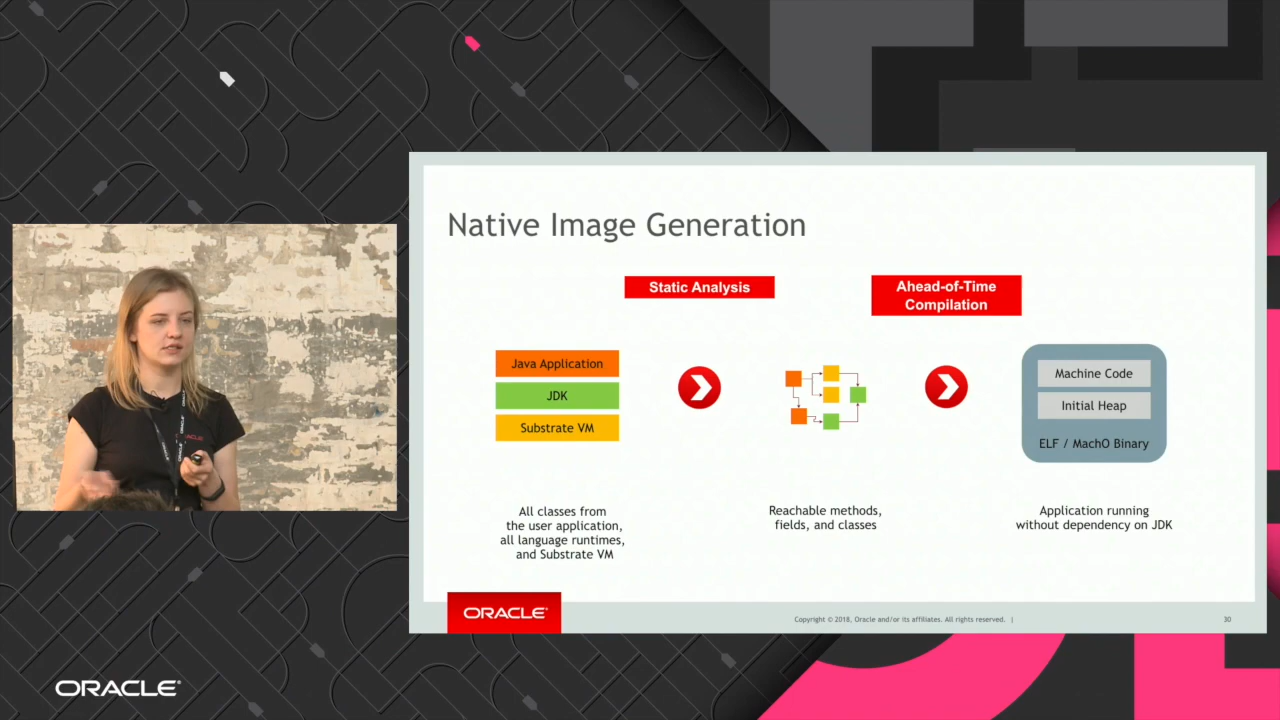 Native Image Generation
Static Analysis
Ahead-of-Time
Compilation
Java Application
JDK
Substrate VM
Machine Code
Initial Heap
ELF / MachO Binary
All classes from
the user application,
all language runtimes,
and Substrate VM
Reachable methods,
fields, and classes
Application running
without dependency on JDK
ORACLE
Copyright © 2018, Oracle and/or its affiliates. All rights reserved. |
30
ORACLE
ORACLE